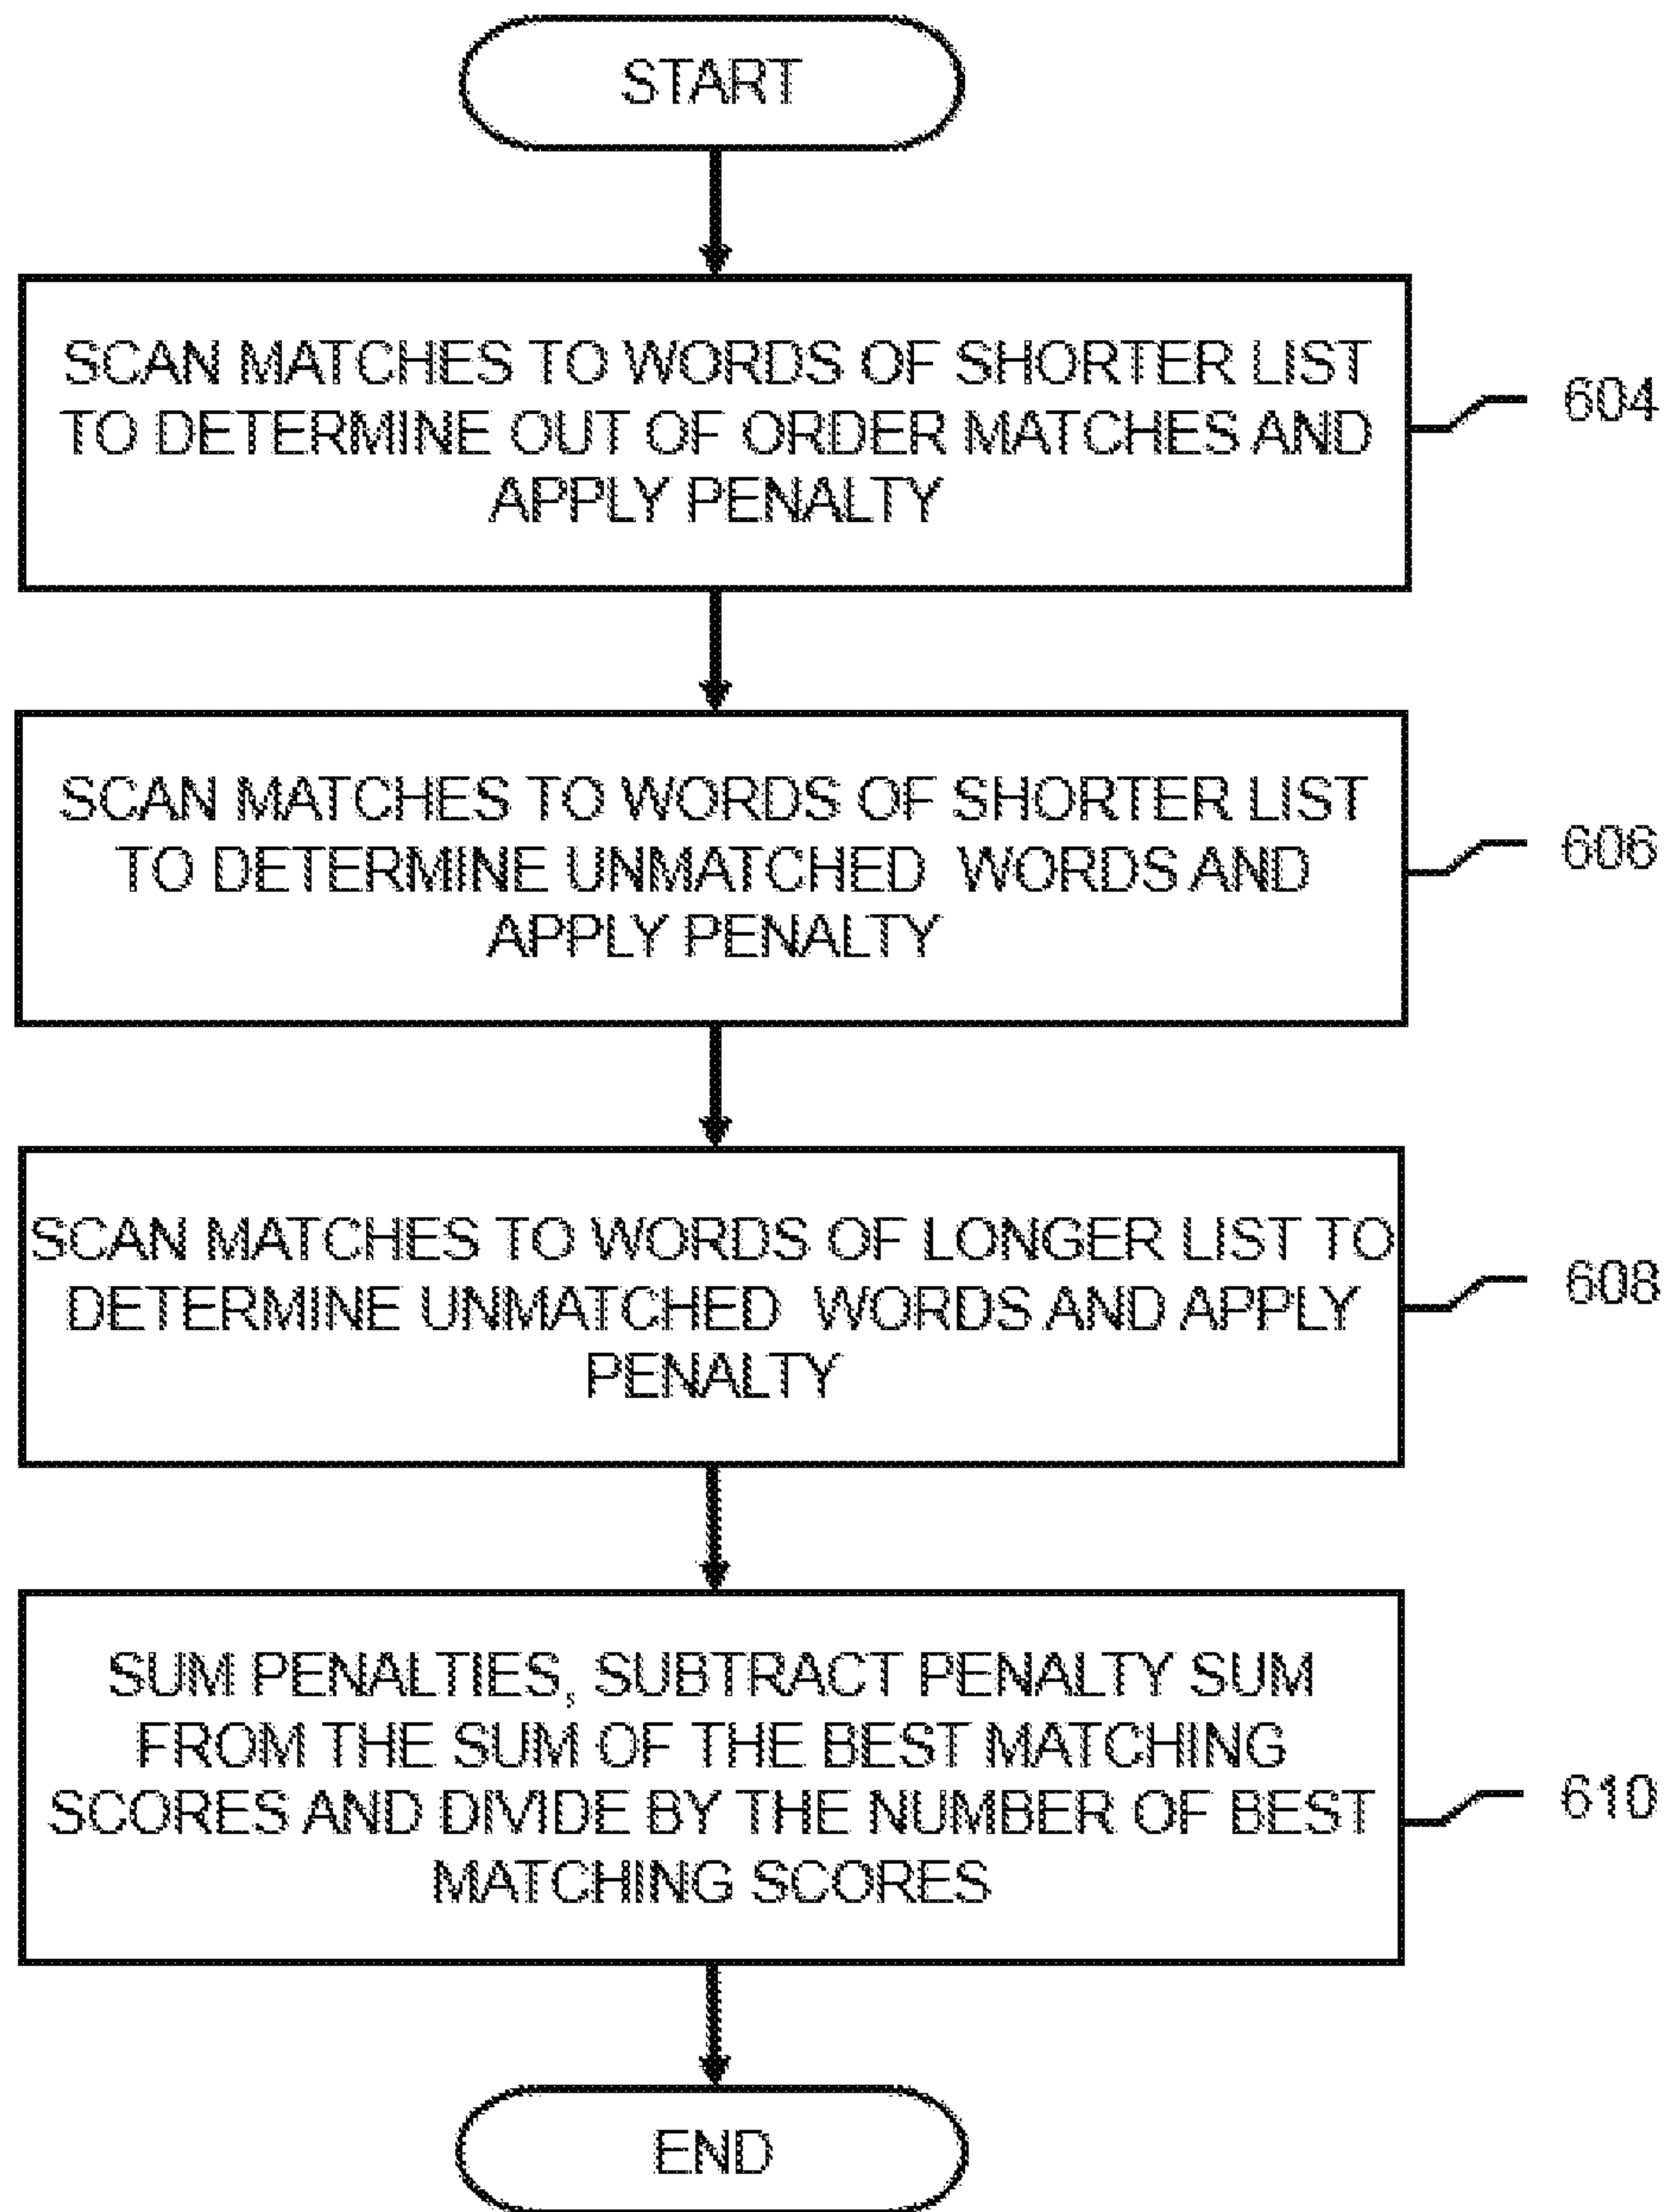 START
SCAN MATCHES TO WORDS OF SHORTER LIST
TO DETERMINE OUT OF ORDER MATCHES AND
APPLY PENALTY
604
SCAN MATCHES TO WORDS OF SHORTER LIST
TO DETERMINE UNMATCHED WORDS AND
APPLY PENALTY
606
SCAN MATCHES TO WORDS OF LONGER LIST TO
DETERMINE UNMATCHED WORDS AND APPLY
PENALTY
608
SUM PENALTIES, SUBTRACT PENALTY SUM
FROM THE SUM OF THE BEST MATCHING
SCORES AND DIVIDE BY THE NUMBER OF BEST
MATCHING SCORES
610
END